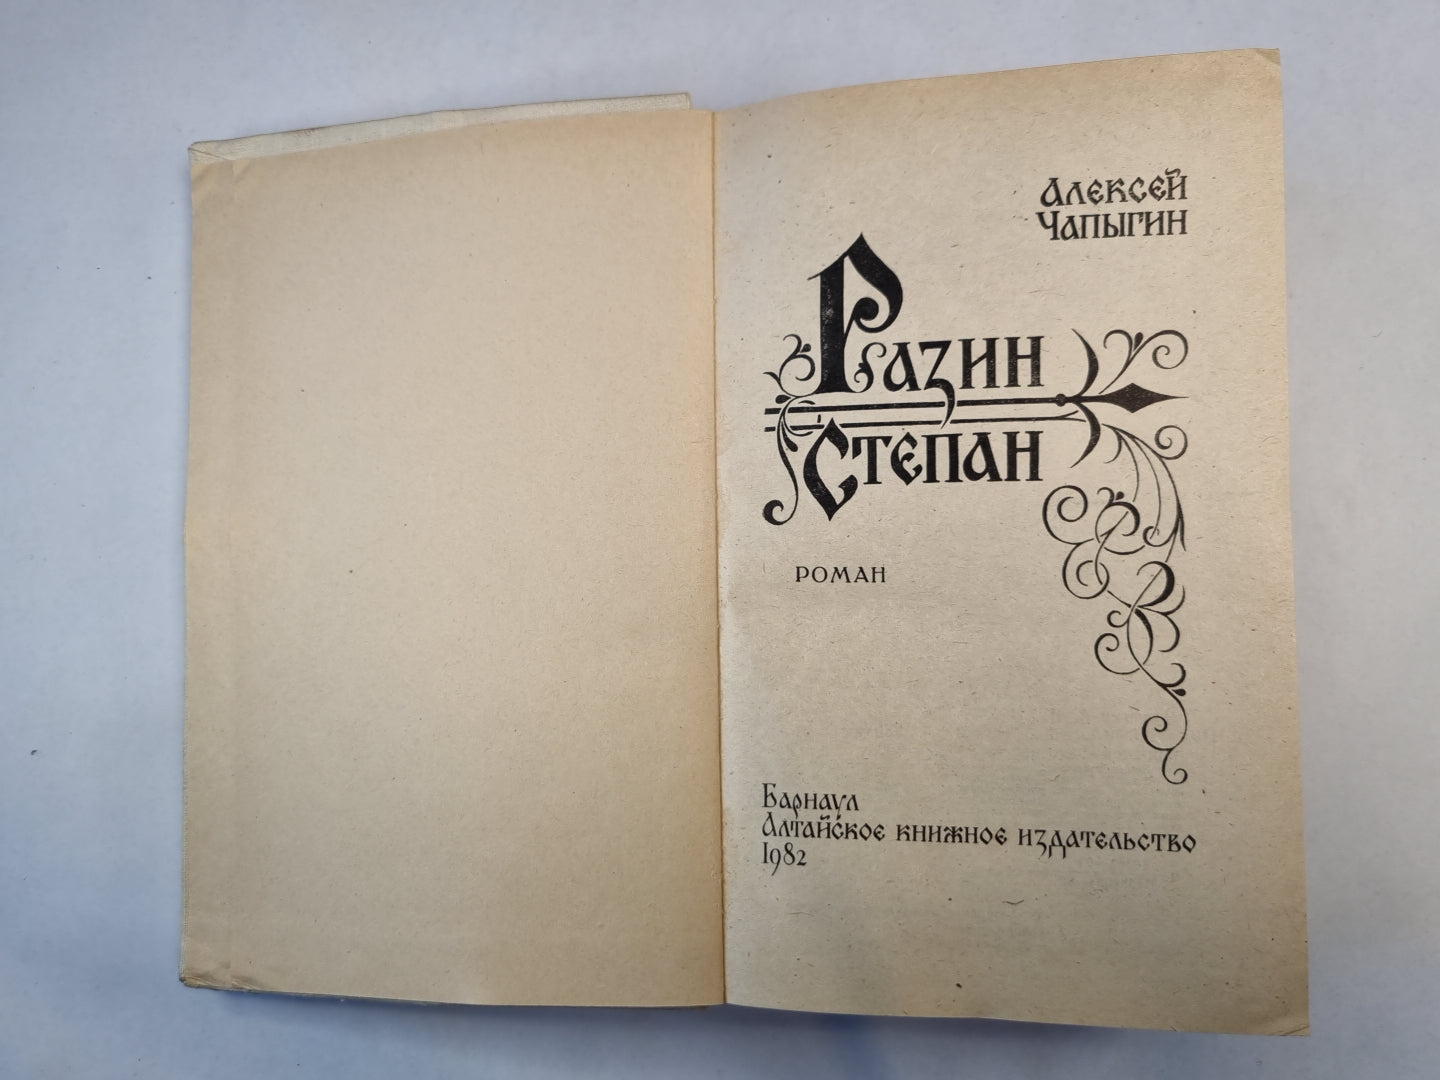 Алексей
Чапыгин
Разин
Степан
РОМАН
Барнаул
Алтайское книжное издательство
1982